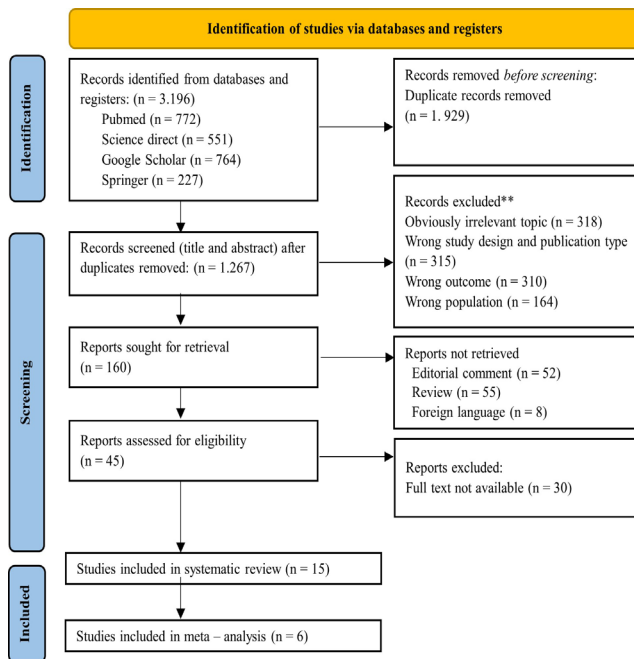 Identification of studies via databases and registers
Identification
Records identified from databases and
registers: (n = 3.196)
Pubmed (n = 772)
Science direct (n = 551)
Google Scholar (n = 764)
Springer (n = 227)
Records removed before screening:
Duplicate records removed
(n = 1. 929)
Screening
Records screened (title and abstract) after
duplicates removed: (n = 1.267)
Records excluded**
Obviously irrelevant topic (n = 318)
Wrong study design and publication type
(n = 315)
Wrong outcome (n = 310)
Wrong population (n = 164)
Reports sought for retrieval
(n = 160)
Reports not retrieved
Editorial comment (n = 52)
Review (n = 55)
Foreign language (n = 8)
Reports assessed for eligibility
(n = 45)
Reports excluded:
Full text not available (n = 30)
Included
Studies included in systematic review (n = 15)
Studies included in meta – analysis (n = 6)